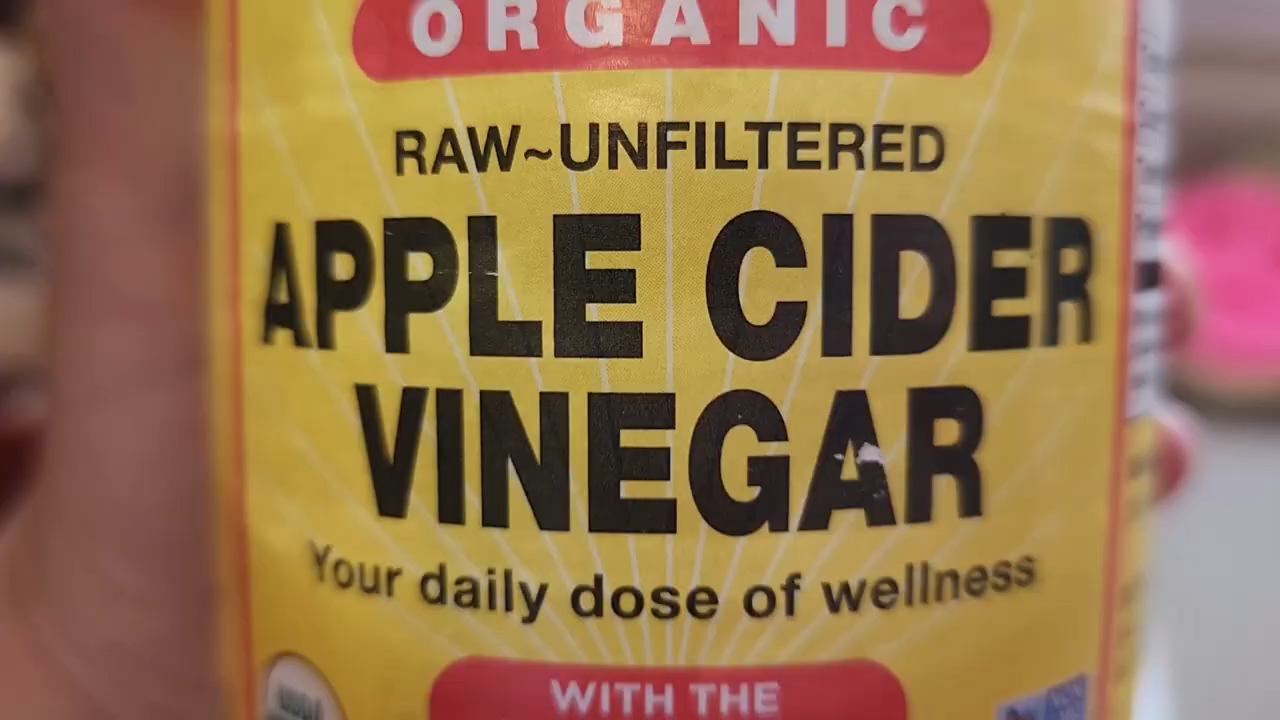 ORGANIC
RAW~UNFILTERED
APPLE CIDER
VINEGAR
Your daily dose of wellness
WITH THE